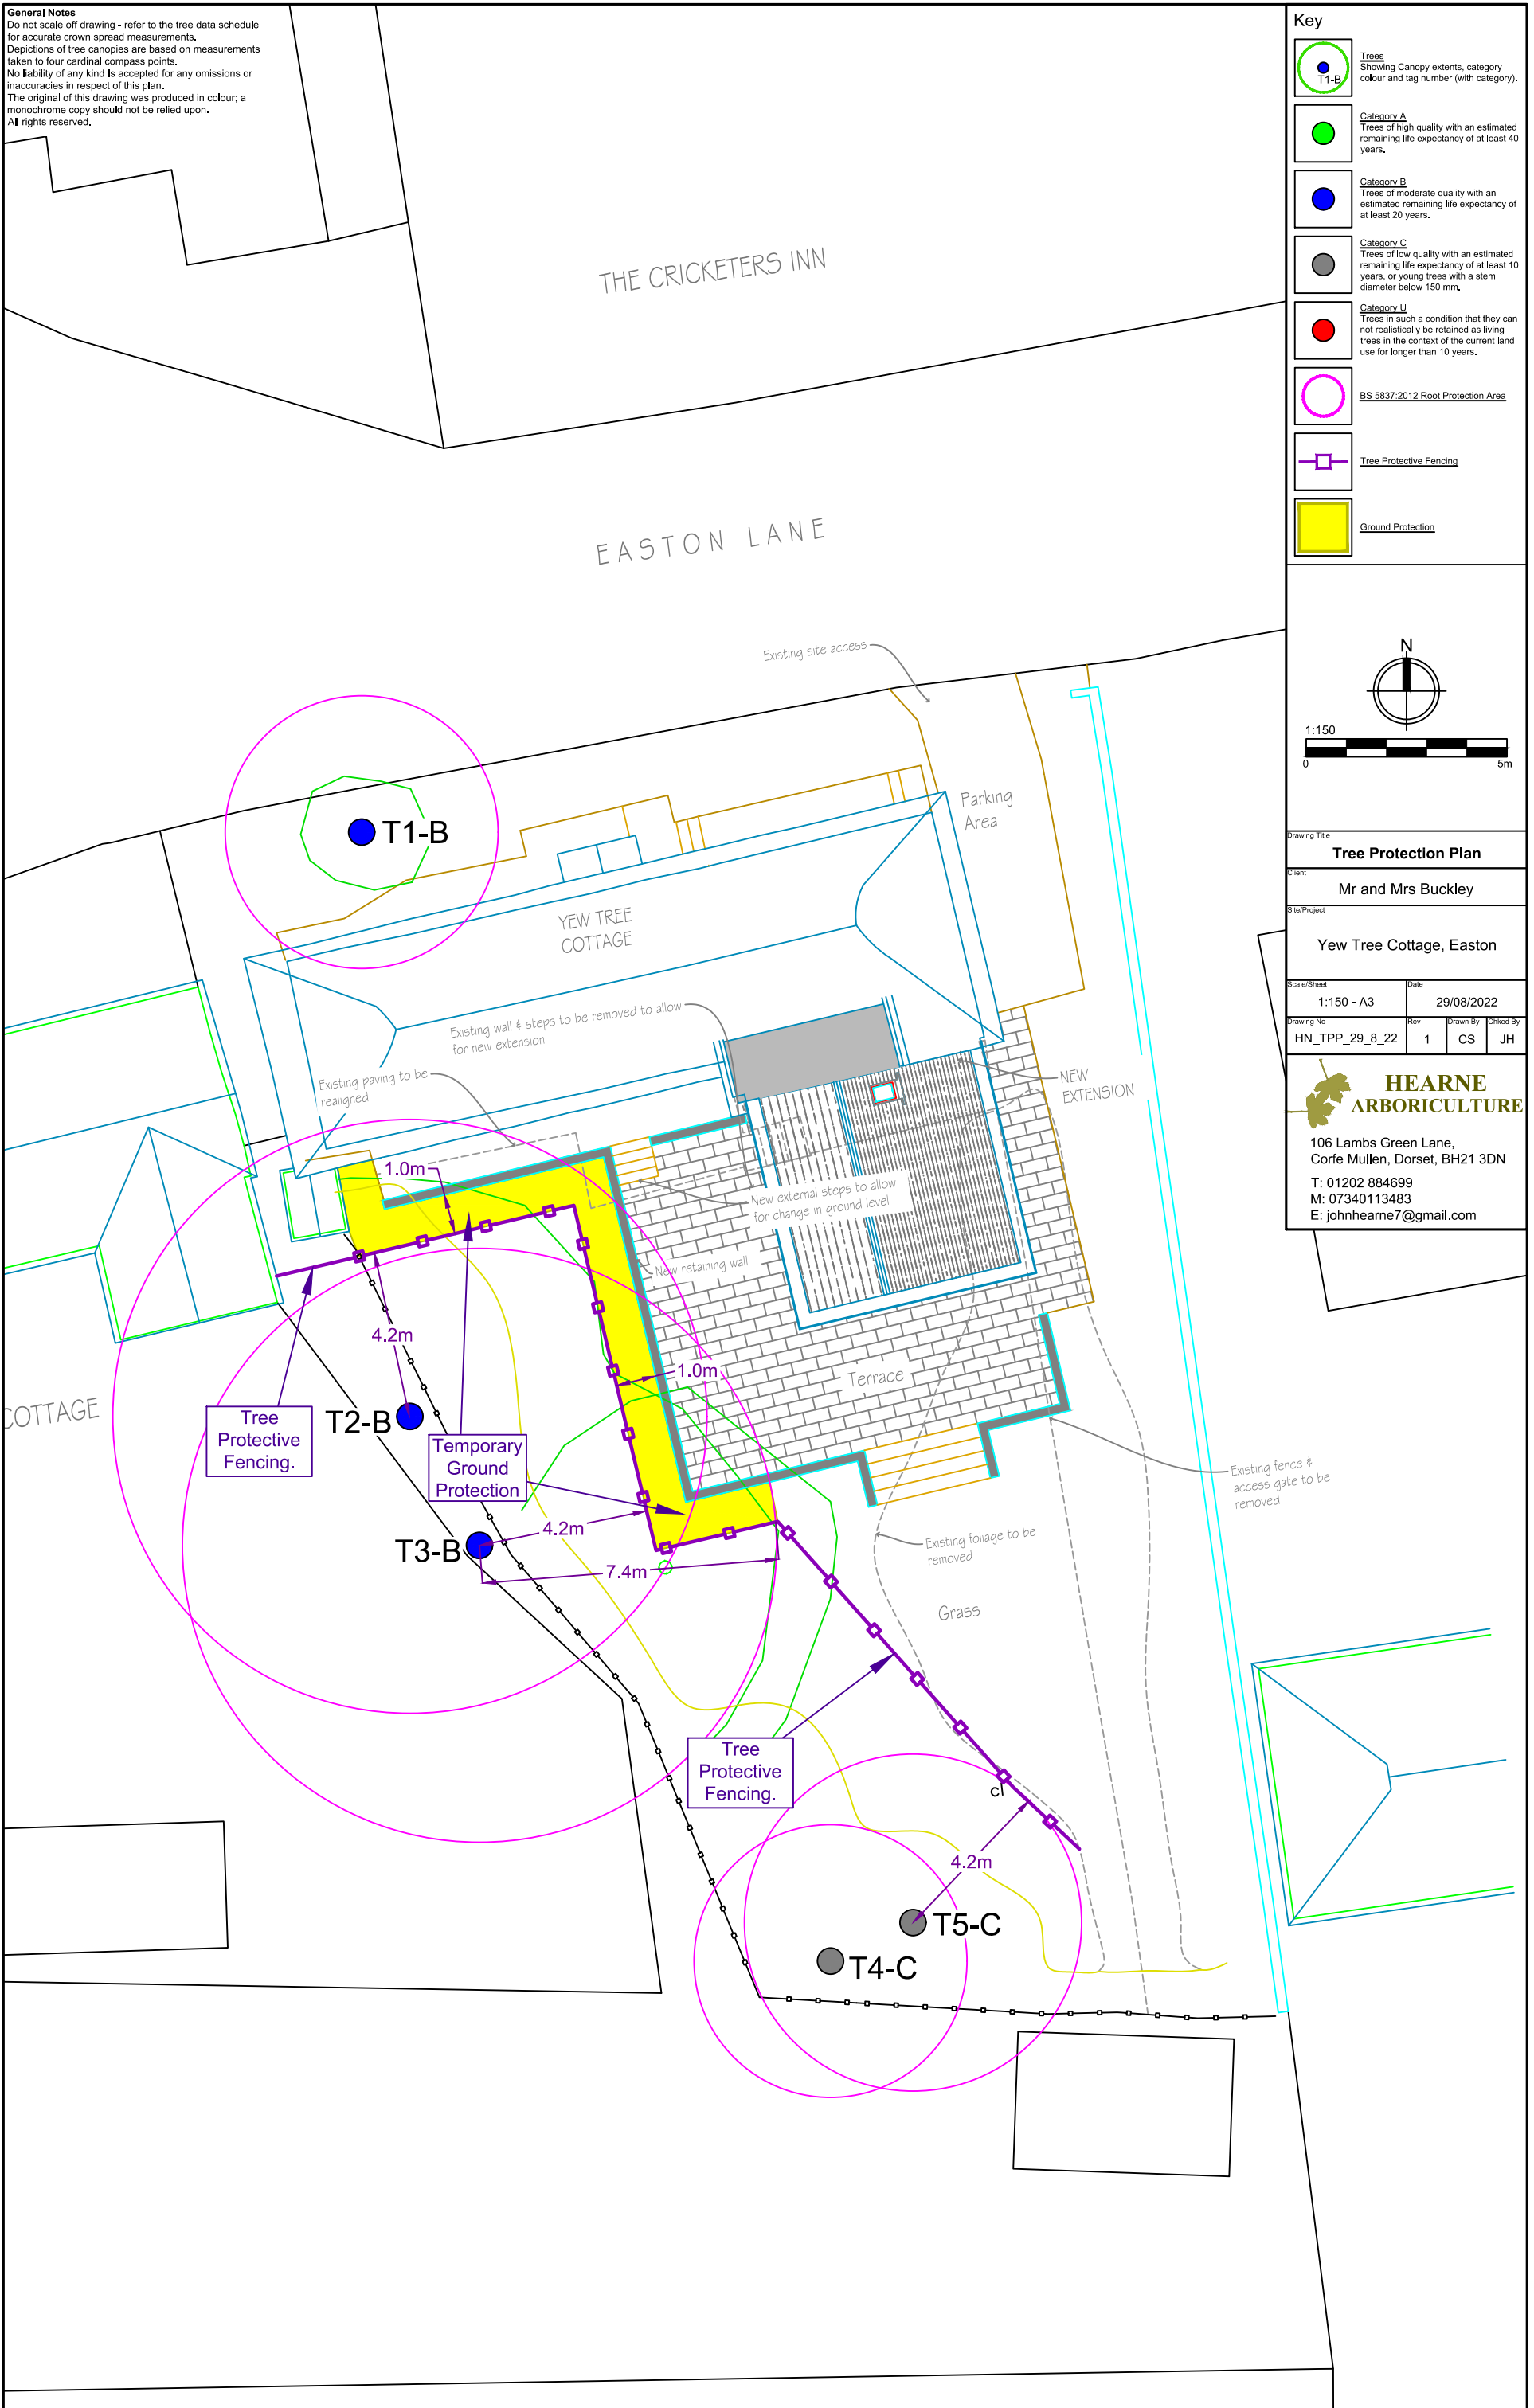 General Notes
Do not scale off drawing - refer to the tree data schedule
for accurate crown spread measurements.
Depictions of tree canopies are based on measurements
taken to four cardinal compass points.
No liability of any kind is accepted for any omissions or
inaccuracies in respect of this plan.
The original of this drawing was produced in colour; a
monochrome copy should not be relied upon.
All rights reserved.
THE CRICKETERS INN
EASTON LANE
Existing site access
Parking
Area
T1-B
YEW TREE
COTTAGE
Existing wall & steps to be removed to allow
for new extension
Existing paving to be
realigned
NEW
EXTENSION
1.0m
New external steps to allow
for change in ground level
New retaining wall
4.2m
1.0m
Terrace
COTTAGE
Tree
Protective
Fencing.
T2-B
Temporary
Ground
Protection
Existing fence &
access gate to be
removed
4.2m
T3-B
7.4m
Existing foliage to be
removed
Grass
Tree
Protective
Fencing.
cl
4.2m
T5-C
T4-C
Key
T1-B
Trees
Showing Canopy extents, category
colour and tag number (with category).
Category A
Trees of high quality with an estimated
remaining life expectancy of at least 40
years.
Category B
Trees of moderate quality with an
estimated remaining life expectancy of
at least 20 years.
Category C
Trees of low quality with an estimated
remaining life expectancy of at least 10
years, or young trees with a stem
diameter below 150 mm.
Category U
Trees in such a condition that they can
not realistically be retained as living
trees in the context of the current land
use for longer than 10 years.
BS 5837:2012 Root Protection Area
Tree Protective Fencing
Ground Protection
N
1:150
0 5m
Drawing Title
Tree Protection Plan
Client
Mr and Mrs Buckley
Site/Project
Yew Tree Cottage, Easton
Scale/Sheet Date
1:150 - A3 29/08/2022
Drawing No Rev Drawn By Chked By
HN_TPP_29_8_22 1 CS JH
HEARNE
ARBORICULTURE
106 Lambs Green Lane,
Corfe Mullen, Dorset, BH21 3DN
T: 01202 884699
M: 07340113483
E: johnhearne7@gmail.com